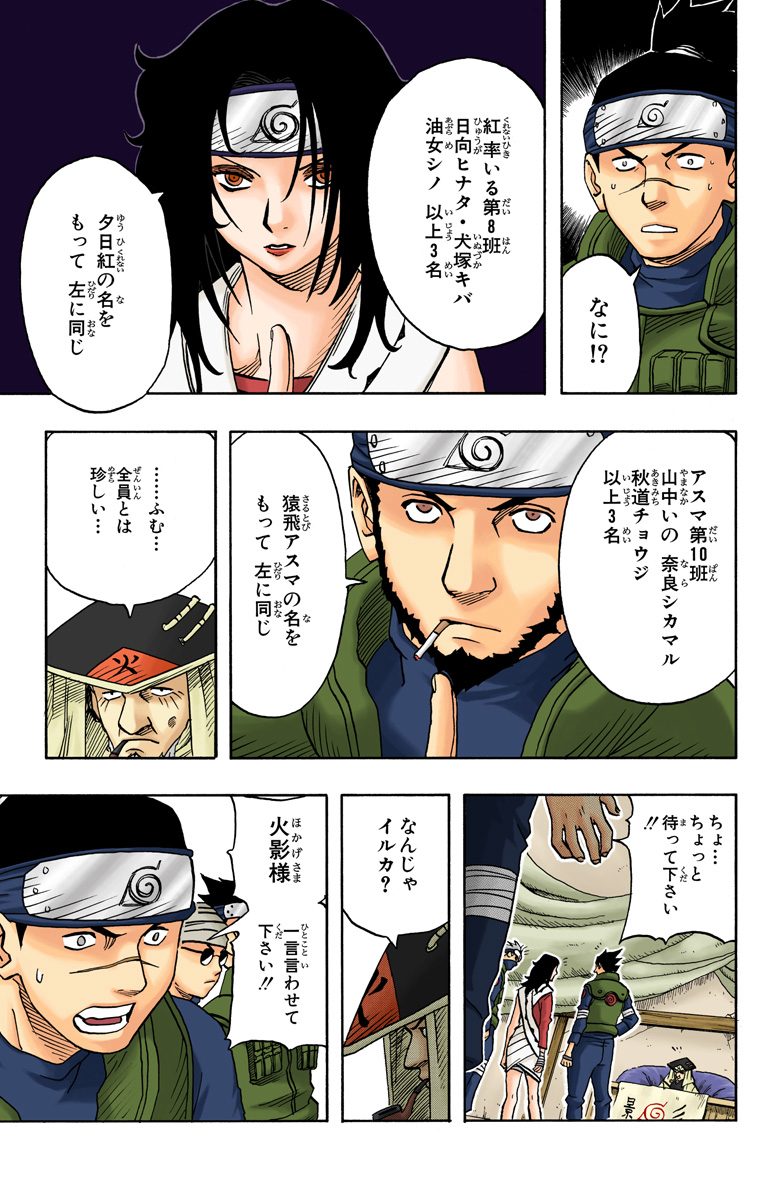 なに!?
紅率いる第8班
日向ヒナタ・犬塚キバ
油女シノ 以上3名
夕日紅の名を
もって 左に同じ
アスマ第10班
山中いの 奈良シカマル
秋道チョウジ
以上3名
猿飛アスマの名を
もって 左に同じ
………ふむ…
全員とは
珍しい…
火
ちょ…
ちょっと
待って下さい
!!
影
なんじゃ
イルカ?
火
火影様
一言言わせて
下さい!!